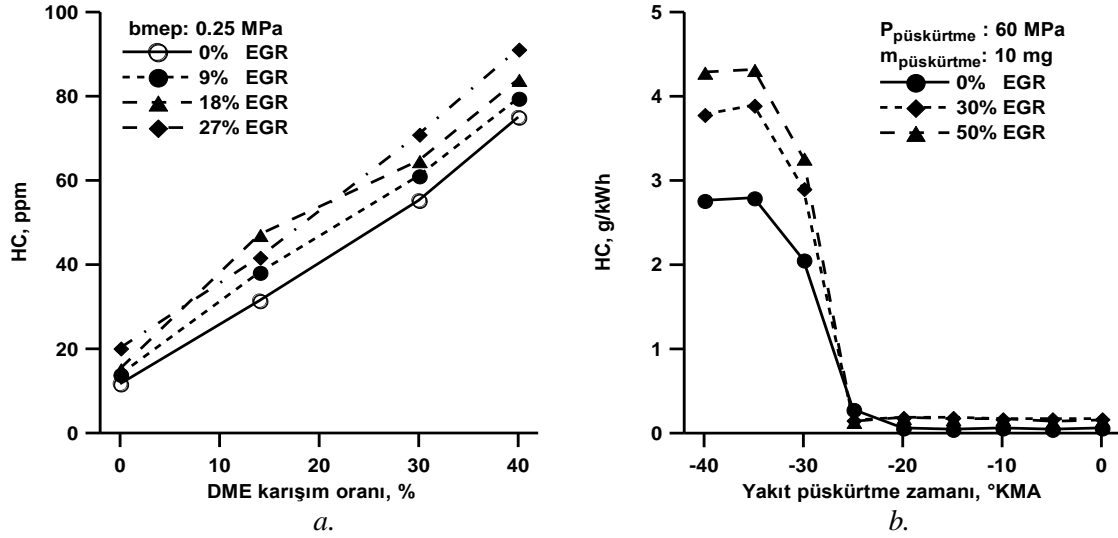 bmep: 0.25 MPa
0% EGR
9% EGR
18% EGR
27% EGR
HC, ppm
100
80
60
40
20
0
0 10 20 30 40
DME karışım oranı, %
a.
Ppüskürtme : 60 MPa
mpüskürtme: 10 mg
0% EGR
30% EGR
50% EGR
HC, g/kWh
5
4
3
2
1
0
-40 -30 -20 -10 0
Yakıt püskürtme zamanı, °KMA
b.